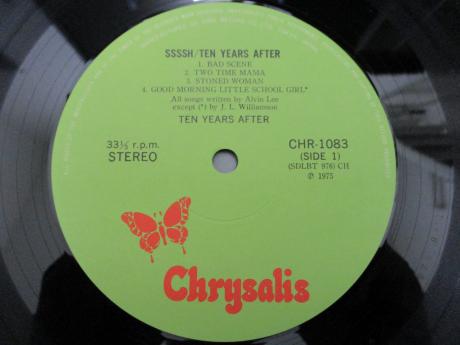 SSSSH/TEN YEARS AFTER
1. BAD SCENE
2. TWO TIME MAMA
3. STONED WOMAN
4. GOOD MORNING LITTLE SCHOOL GIRL*
All songs written by Alvin Lee
except (*) by J. L. Williamson
TEN YEARS AFTER
33⅓ r.p.m.
STEREO
CHR-1083
(SIDE 1)
(SDLBT 976) CH
℗ 1975
Chrysalis